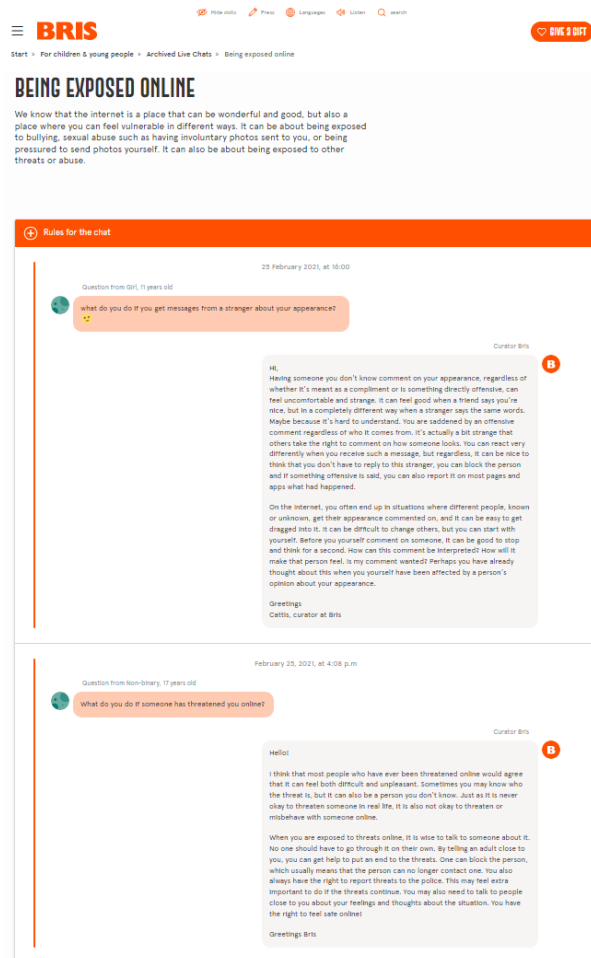 Hide visits Press Languages Listen search
BRIS
GIVE A GIFT
Start > For children & young people > Archived Live Chats > Being exposed online
BEING EXPOSED ONLINE
We know that the internet is a place that can be wonderful and good, but also a
place where you can feel vulnerable in different ways. It can be about being exposed
to bullying, sexual abuse such as having involuntary photos sent to you, or being
pressured to send photos yourself. It can also be about being exposed to other
threats or abuse.
Rules for the chat
25 February 2021, at 16:00
Question from Girl, 11 years old
what do you do if you get messages from a stranger about your appearance?
Curator Bris
B
Hi,
Having someone you don't know comment on your appearance, regardless of
whether it's meant as a compliment or is something directly offensive, can
feel uncomfortable and strange. It can feel good when a friend says you're
nice, but in a completely different way when a stranger says the same words.
Maybe because it's hard to understand. You are saddened by an offensive
comment regardless of who it comes from. It's actually a bit strange that
others take the right to comment on how someone looks. You can react very
differently when you receive such a message, but regardless, it can be nice to
think that you don't have to reply to this stranger, you can block the person
and if something offensive is said, you can also report it on most pages and
apps what had happened.
On the internet, you often end up in situations where different people, known
or unknown, get their appearance commented on, and it can be easy to get
dragged into it. It can be difficult to change others, but you can start with
yourself. Before you yourself comment on someone, it can be good to stop
and think for a second. How can this comment be interpreted? How will it
make that person feel. Is my comment wanted? Perhaps you have already
thought about this when you yourself have been affected by a person's
opinion about your appearance.
Greetings
Cattis, curator at Bris
February 25, 2021, at 4:08 p.m
Question from Non-binary, 17 years old
What do you do if someone has threatened you online?
Curator Bris
B
Hello!
I think that most people who have ever been threatened online would agree
that it can feel both difficult and unpleasant. Sometimes you may know who
the threat is, but it can also be a person you don't know. Just as it is never
okay to threaten someone in real life, it is also not okay to threaten or
misbehave with someone online.
When you are exposed to threats online, it is wise to talk to someone about it.
No one should have to go through it on their own. By telling an adult close to
you, you can get help to put an end to the threats. One can block the person,
which usually means that the person can no longer contact one. You also
always have the right to report threats to the police. This may feel extra
important to do if the threats continue. You may also need to talk to people
close to you about your feelings and thoughts about the situation. You have
the right to feel safe online!
Greetings Bris